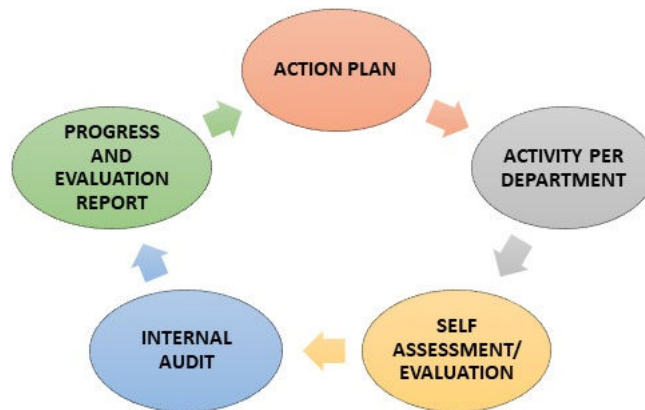 ACTION PLAN
ACTIVITY PER
DEPARTMENT
SELF
ASSESSMENT/
EVALUATION
INTERNAL
AUDIT
PROGRESS
AND
EVALUATION
REPORT